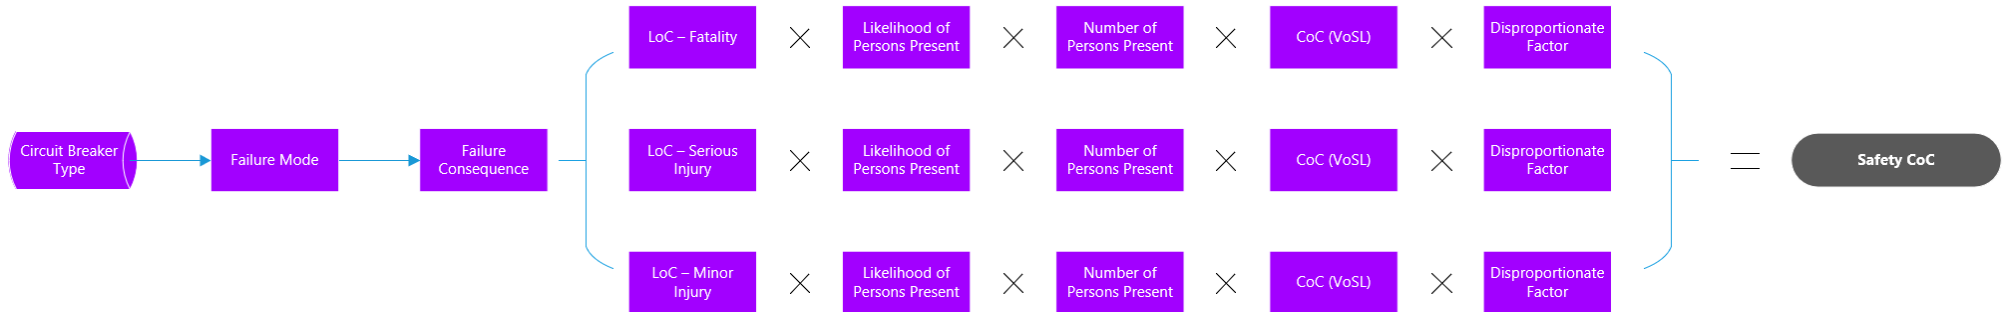 Circuit Breaker
Type
Failure Mode
Failure
Consequence
LoC – Fatality
Likelihood of
Persons Present
Number of
Persons Present
CoC (VoSL)
Disproportionate
Factor
LoC – Serious
Injury
Likelihood of
Persons Present
Number of
Persons Present
CoC (VoSL)
Disproportionate
Factor
LoC – Minor
Injury
Likelihood of
Persons Present
Number of
Persons Present
CoC (VoSL)
Disproportionate
Factor
Safety CoC